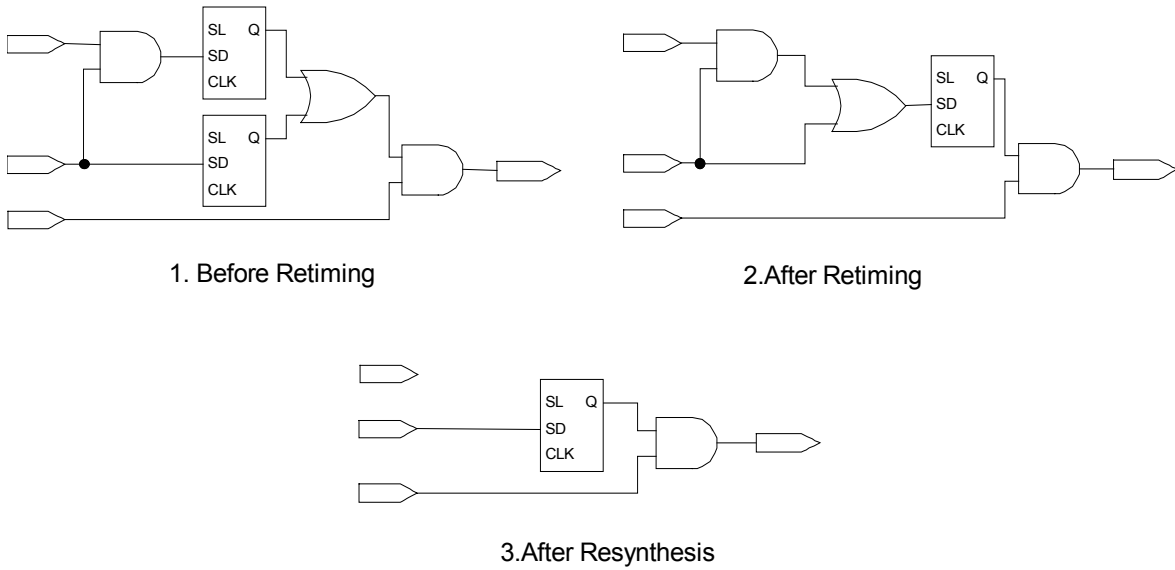 SL Q
SD
CLK
SL Q
SD
CLK
1. Before Retiming
SL Q
SD
CLK
2.After Retiming
SL Q
SD
CLK
3.After Resynthesis